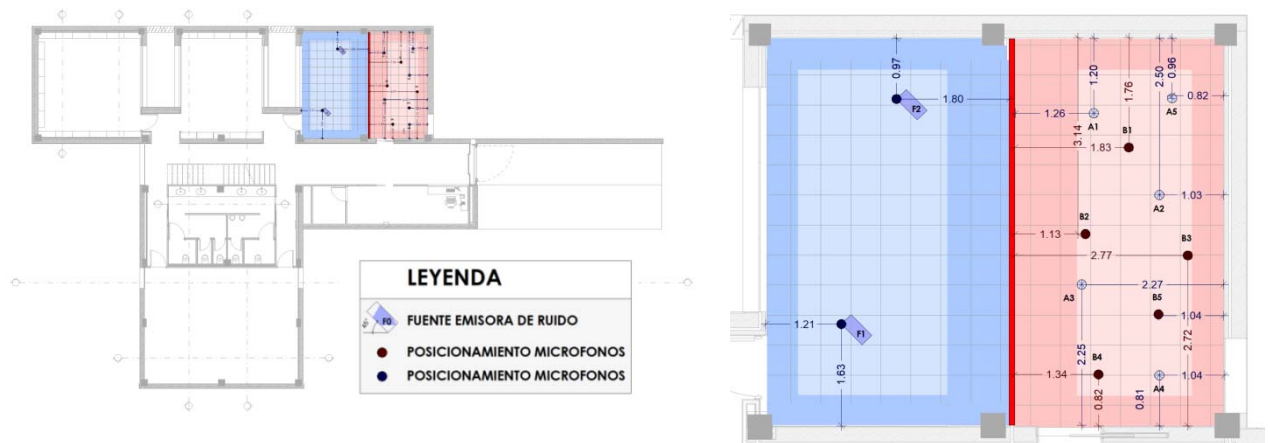 LEYENDA
F0
45°
FUENTE EMISORA DE RUIDO
POSICIONAMIENTO MICROFONOS
POSICIONAMIENTO MICROFONOS
0.97
F2
1.80
1.21
F1
1.63
1.20
1.76
2.50
0.96
0.82
A5
1.26
A1
3.14
B1
1.83
1.03
A2
B2
1.13
B3
2.77
2.27
A3
B5
1.04
2.25
2.72
B4
1.34
0.82
0.81
1.04
A4